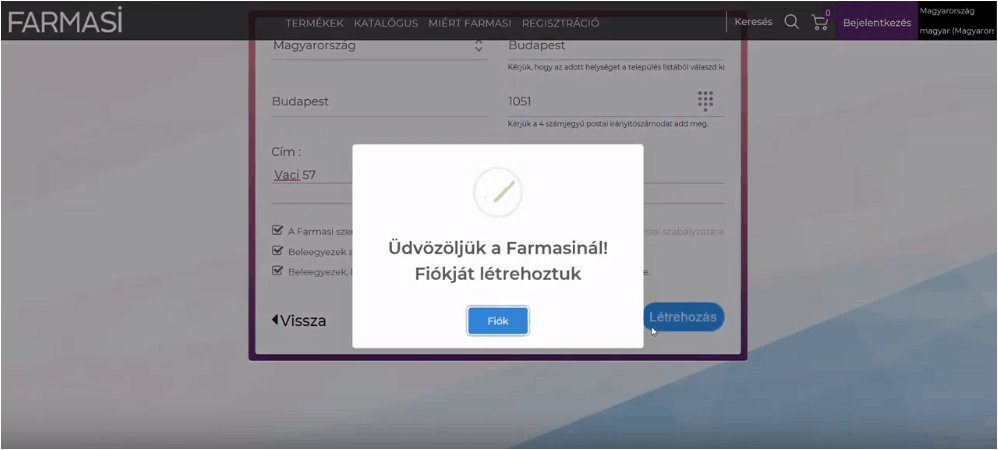 FARMASİ
TERMÉKEK KATALÓGUS MIÉRT FARMASI REGISZTRÁCIÓ
Keresés
0
Bejelentkezés
Magyarország
magyar (Magyarors
Magyarország
Budapest
Kérjük, hogy az adott helységet a település listából válaszd ki
Budapest
1051
Kérjük a 4 számjegyű postai irányítószámodat add meg.
Cím :
Vaci 57
A Farmasi szer
szabályzatára
Beleegyezek a
Beleegyezek,
e.
Üdvözöljük a Farmasinál!
Fiókját létrehoztuk
Fiók
Vissza
Létrehozás